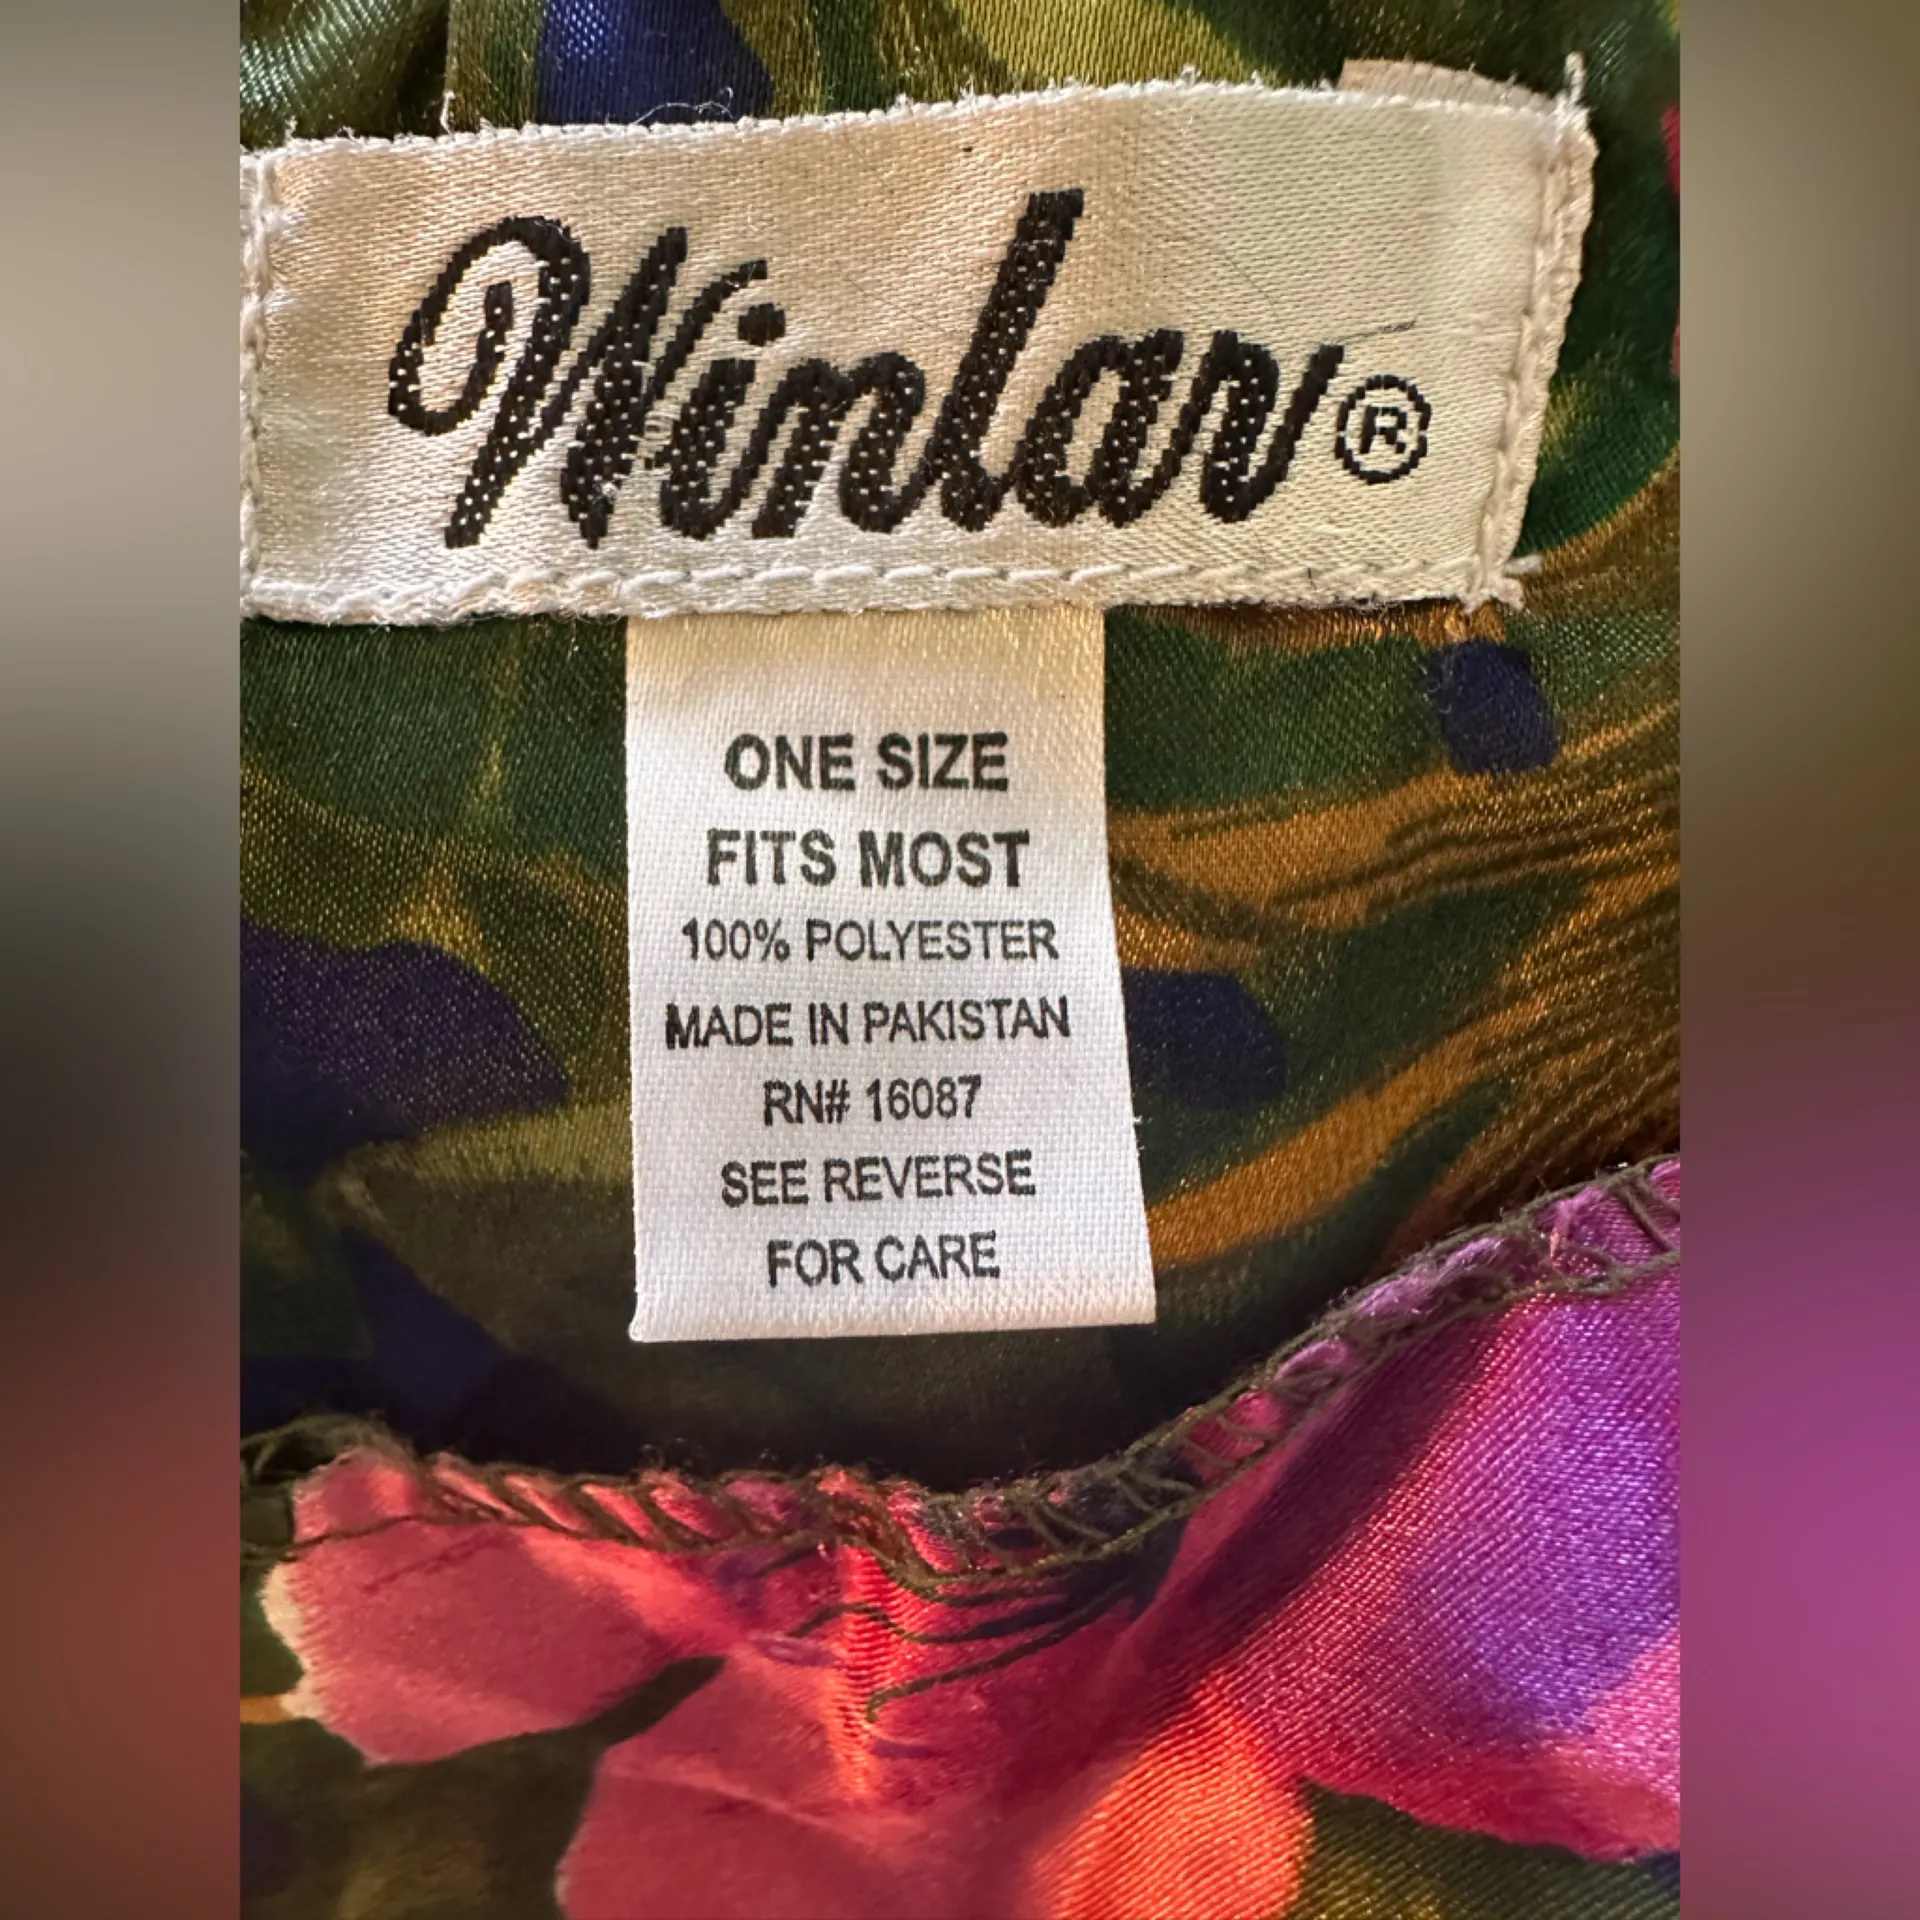 Winlar®
ONE SIZE
FITS MOST
100% POLYESTER
MADE IN PAKISTAN
RN# 16087
SEE REVERSE
FOR CARE